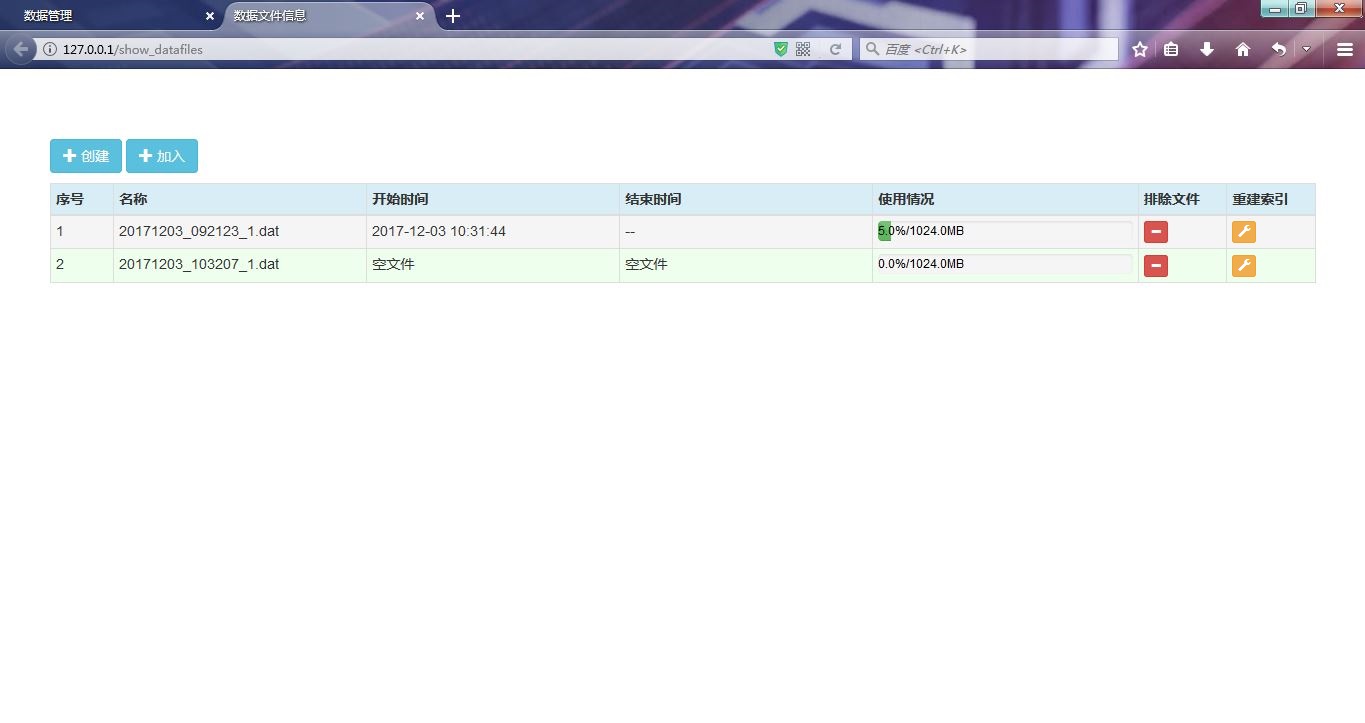 数据管理 数据文件信息
127.0.0.1/show_datafiles 百度 <Ctrl+K>
创建 加入
序号 名称 开始时间 结束时间 使用情况 排除文件 重建索引
1 20171203_092123_1.dat 2017-12-03 10:31:44 -- 5.0%/1024.0MB
2 20171203_103207_1.dat 空文件 空文件 0.0%/1024.0MB